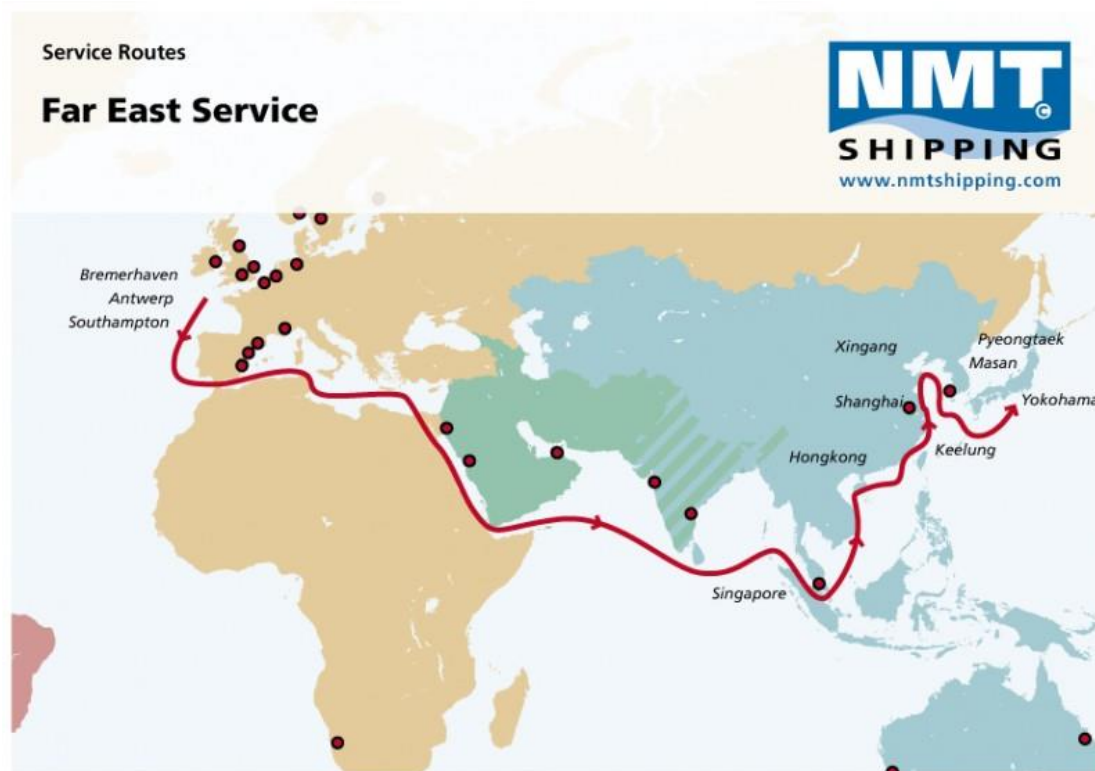 Service Routes
Far East Service
NMT
©
SHIPPING
www.nmtshipping.com
Bremerhaven
Antwerp
Southampton
Xingang
Pyeongtaek
Masan
Shanghai
Yokohama
Hongkong
Keelung
Singapore